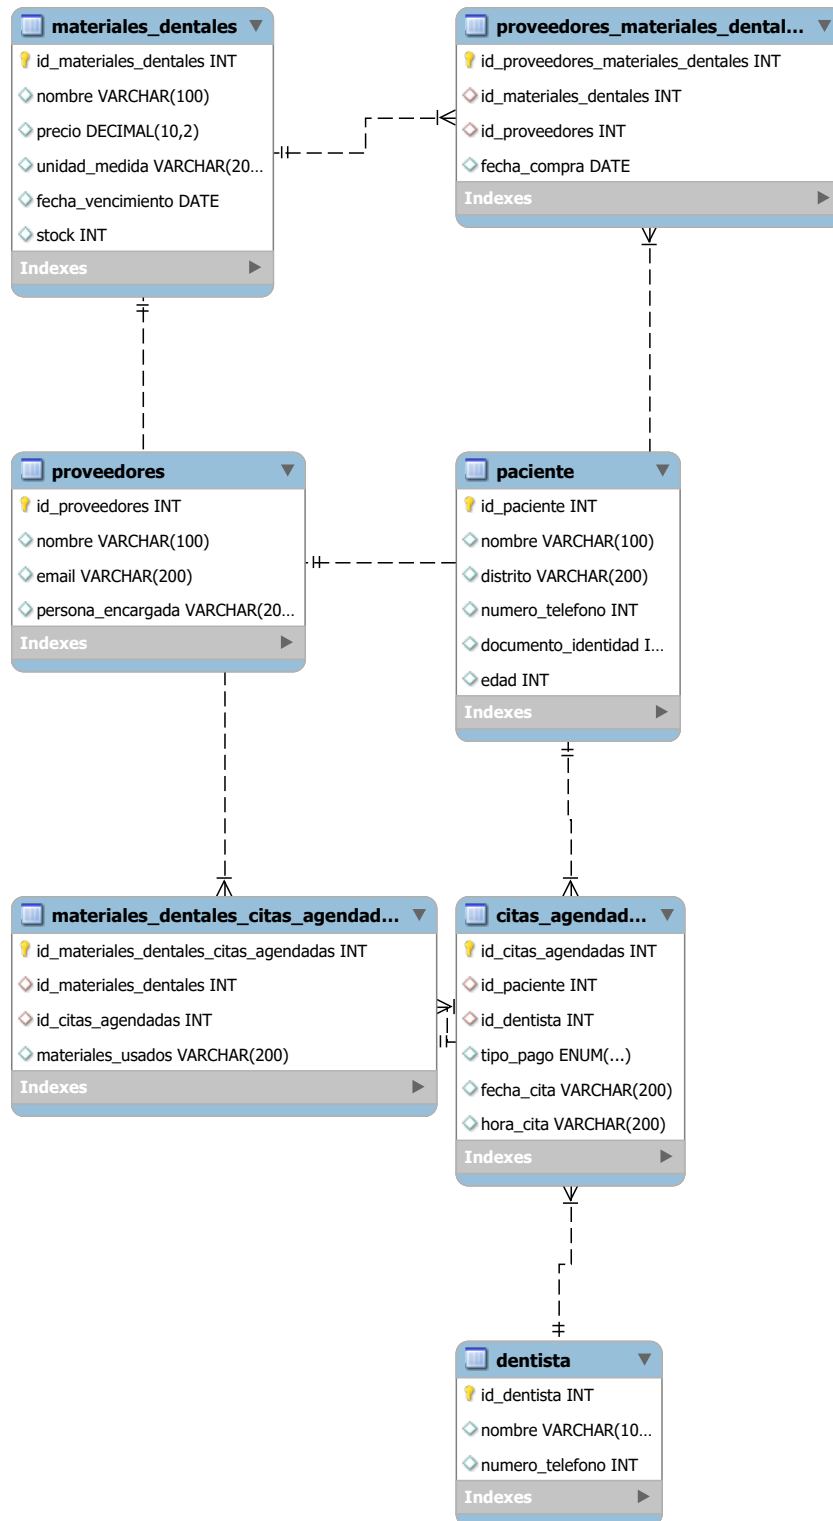 materiales_dentales
id_materiales_dentales INT
nombre VARCHAR(100)
precio DECIMAL(10,2)
unidad_medida VARCHAR(20...
fecha_vencimiento DATE
stock INT
Indexes
proveedores_materiales_dental...
id_proveedores_materiales_dentales INT
id_materiales_dentales INT
id_proveedores INT
fecha_compra DATE
Indexes
proveedores
id_proveedores INT
nombre VARCHAR(100)
email VARCHAR(200)
persona_encargada VARCHAR(20...
Indexes
paciente
id_paciente INT
nombre VARCHAR(100)
distrito VARCHAR(200)
numero_telefono INT
documento_identidad I...
edad INT
Indexes
materiales_dentales_citas_agendad...
id_materiales_dentales_citas_agendadas INT
id_materiales_dentales INT
id_citas_agendadas INT
materiales_usados VARCHAR(200)
Indexes
citas_agendad...
id_citas_agendadas INT
id_paciente INT
id_dentista INT
tipo_pago ENUM(...)
fecha_cita VARCHAR(200)
hora_cita VARCHAR(200)
Indexes
dentista
id_dentista INT
nombre VARCHAR(10...
numero_telefono INT
Indexes